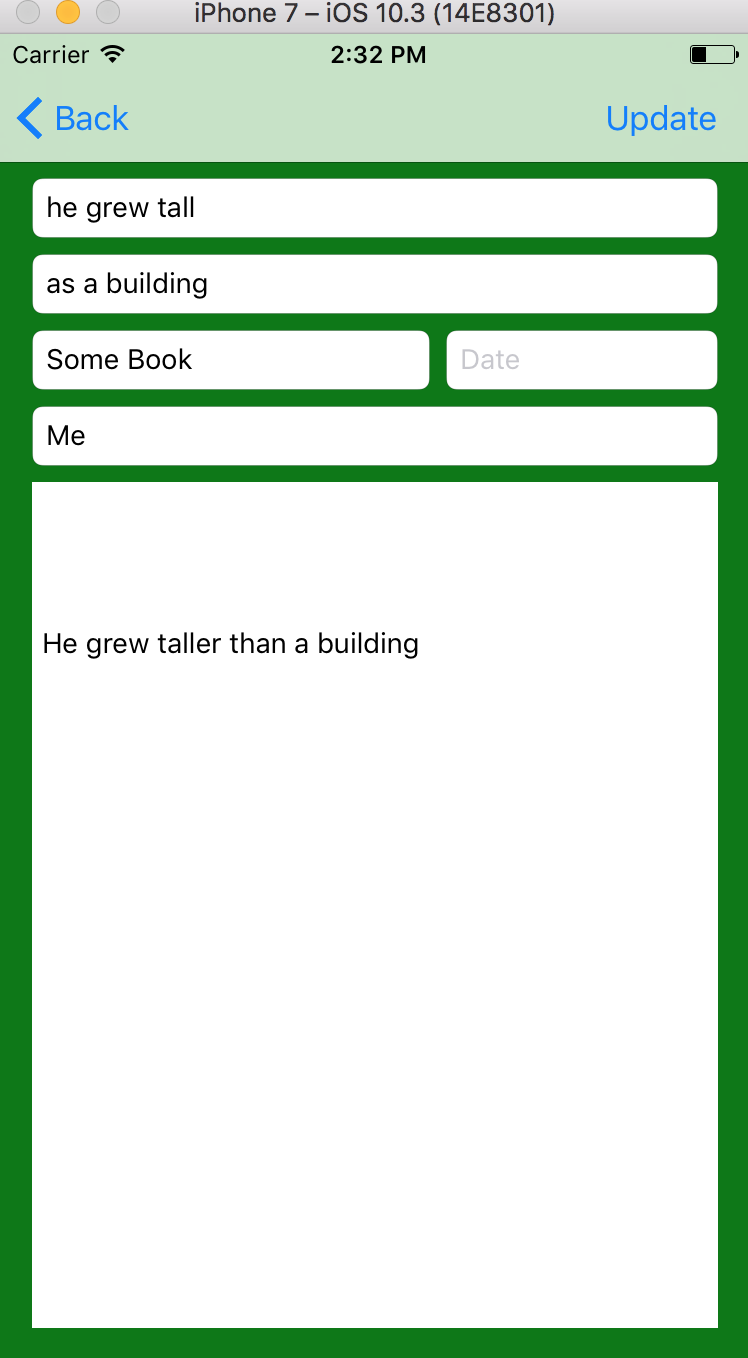 iPhone 7 – iOS 10.3 (14E8301)
Carrier 2:32 PM
Back Update
he grew tall
as a building
Some Book Date
Me
He grew taller than a building